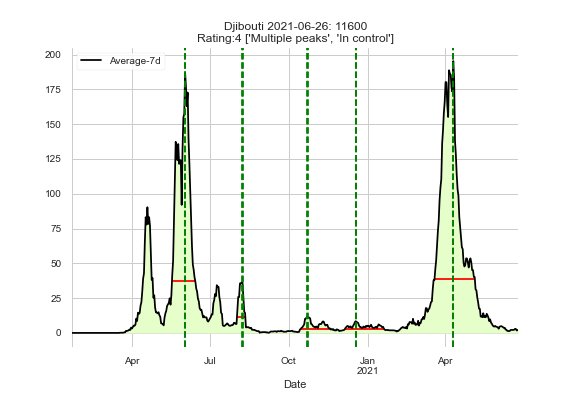 Djibouti 2021-06-26: 11600
Rating:4 ['Multiple peaks', 'In control']
Average-7d
200
175
150
125
100
75
50
25
0
Apr
Jul
Oct
Jan
2021
Apr
Date